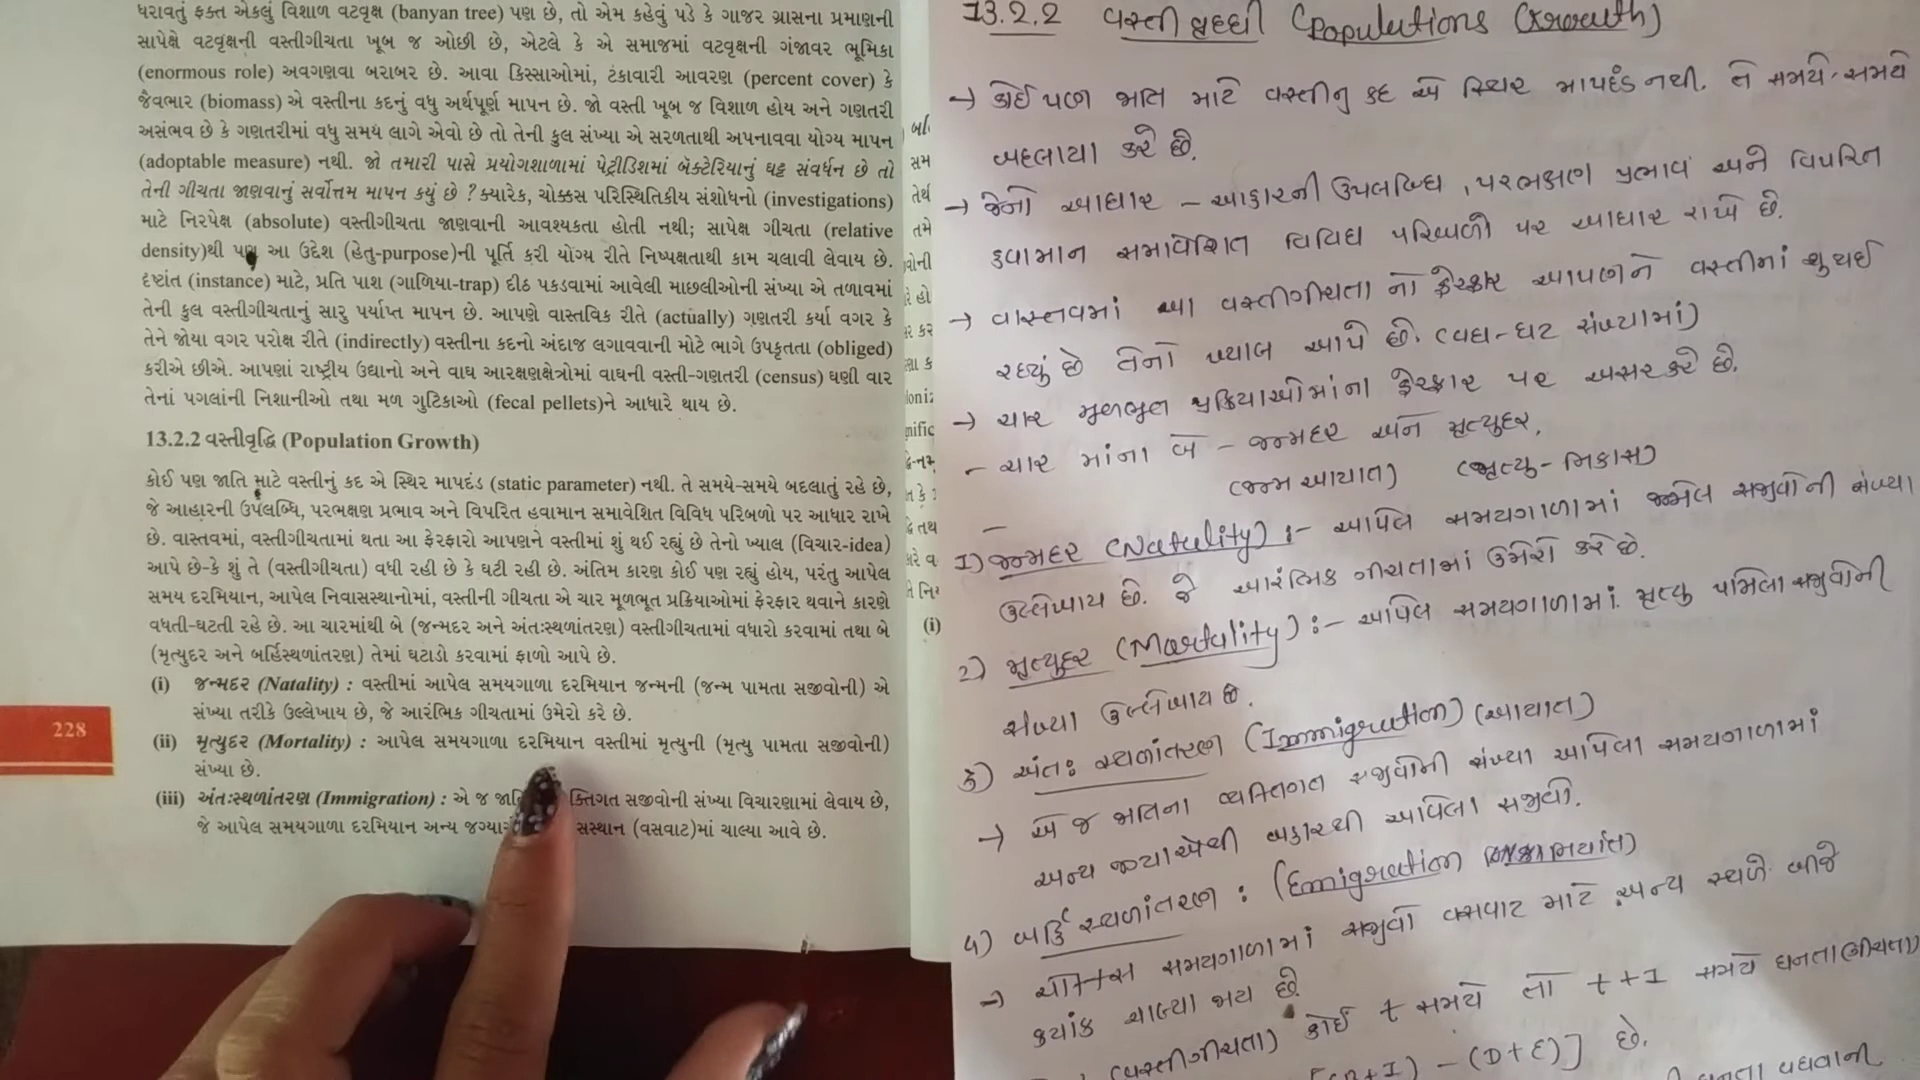 ધરાવતું ફક્ત એકલું વિશાળ વટવૃક્ષ (banyan tree) પણ છે, તો એમ કહેવું પડે કે ગાજર ગ્રાસના પ્રમાણની
સાપેક્ષે વટવૃક્ષની વસ્તીગીચતા ખૂબ જ ઓછી છે, એટલે કે એ સમાજમાં વટવૃક્ષની ગંજાવર ભૂમિકા
(enormous role) અવગણવા બરાબર છે. આવા કિસ્સાઓમાં, ટંકાવારી આવરણ (percent cover) કે
જૈવભાર (biomass) એ વસ્તીના કદનું વધુ અર્થપૂર્ણ માપન છે. જો વસ્તી ખૂબ જ વિશાળ હોય અને ગણતરી
અસંભવ છે કે ગણતરીમાં વધુ સમય લાગે એવો છે તો તેની કુલ સંખ્યા એ સરળતાથી અપનાવવા યોગ્ય માપન
(adoptable measure) નથી. જો તમારી પાસે પ્રયોગશાળામાં પેટ્રીડિશમાં બૅક્ટેરિયાનું ઘટ્ટ સંવર્ધન છે તો
તેની ગીચતા જાણવાનું સર્વોત્તમ માપન કયું છે ? ક્યારેક, ચોક્કસ પરિસ્થિતિકીય સંશોધનો (investigations)
માટે નિરપેક્ષ (absolute) વસ્તીગીચતા જાણવાની આવશ્યકતા હોતી નથી; સાપેક્ષ ગીચતા (relative
density)થી પણ આ ઉદ્દેશ (હેતુ-purpose)ની પૂર્તિ કરી યોગ્ય રીતે નિષ્પક્ષતાથી કામ ચલાવી લેવાય છે.
દૃષ્ટાંત (instance) માટે, પ્રતિ પાશ (ગાળિયા-trap) દીઠ પકડવામાં આવેલી માછલીઓની સંખ્યા એ તળાવમાં
તેની કુલ વસ્તીગીચતાનું સારુ પર્યાપ્ત માપન છે. આપણે વાસ્તવિક રીતે (actually) ગણતરી કર્યા વગર કે
તેને જોયા વગર પરોક્ષ રીતે (indirectly) વસ્તીના કદનો અંદાજ લગાવવાની મોટે ભાગે ઉપકૃતતા (obliged)
કરીએ છીએ. આપણાં રાષ્ટ્રીય ઉદ્યાનો અને વાઘ આરક્ષણક્ષેત્રોમાં વાઘની વસ્તી-ગણતરી (census) ઘણી વાર
તેનાં પગલાંની નિશાનીઓ તથા મળ ગુટિકાઓ (fecal pellets)ને આધારે થાય છે.
13.2.2 વસ્તીવૃદ્ધિ (Population Growth)
કોઈ પણ જાતિ માટે વસ્તીનું કદ એ સ્થિર માપદંડ (static parameter) નથી. તે સમયે-સમયે બદલાતું રહે છે,
જે આહારની ઉપલબ્ધિ, પરભક્ષણ પ્રભાવ અને વિપરિત હવામાન સમાવેશિત વિવિધ પરિબળો પર આધાર રાખે
છે. વાસ્તવમાં, વસ્તીગીચતામાં થતા આ ફેરફારો આપણને વસ્તીમાં શું થઈ રહ્યું છે તેનો ખ્યાલ (વિચાર-idea)
આપે છે-કે શું તે (વસ્તીગીચતા) વધી રહી છે કે ઘટી રહી છે. અંતિમ કારણ કોઈ પણ રહ્યું હોય, પરંતુ આપેલ
સમય દરમિયાન, આપેલ નિવાસસ્થાનોમાં, વસ્તીની ગીચતા એ ચાર મૂળભૂત પ્રક્રિયાઓમાં ફેરફાર થવાને કારણે
વધતી-ઘટતી રહે છે. આ ચારમાંથી બે (જન્મદર અને અંતઃસ્થળાંતરણ) વસ્તીગીચતામાં વધારો કરવામાં તથા બે
(મૃત્યુદર અને બર્હિસ્થળાંતરણ) તેમાં ઘટાડો કરવામાં ફાળો આપે છે.
(i) જન્મદર (Natality) : વસ્તીમાં આપેલ સમયગાળા દરમિયાન જન્મની (જન્મ પામતા સજીવોની) એ
સંખ્યા તરીકે ઉલ્લેખાય છે, જે આરંભિક ગીચતામાં ઉમેરો કરે છે.
228
(ii) મૃત્યુદર (Mortality) : આપેલ સમયગાળા દરમિયાન વસ્તીમાં મૃત્યુની (મૃત્યુ પામતા સજીવોની)
સંખ્યા છે.
(iii) અંતઃસ્થળાંતરણ (Immigration) : એ જ ક્તિગત સજીવોની સંખ્યા વિચારણામાં લેવાય છે,
જે આપેલ સમયગાળા દરમિયાન અન્ય સસ્થાન (વસવાટ)માં ચાલ્યા આવે છે.
(i)
13.2.2 વસ્તી વૃદ્ધી (Populations Growth)
→ કોઈ પણ જાતિ માટે વસ્તીનુ કદ એ સ્થિર માપદંડ નથી. તે સમયે-સમયે
બદલાયા કરે છે.
→ જેનો આધાર – આહારની ઉપલબ્ધિ, પરભક્ષણ પ્રભાવ અને વિપરિત
હવામાન સમાવેશિત વિવિધ પરિબળો પર આધાર રાખે છે.
→ વાસ્તવમાં આ વસ્તીગીચતા નો ફેરફાર આપણને વસ્તીમાં શુ થઈ
રહ્યું છે તેનો ખ્યાલ આપે છે. (વધ-ઘટ સંખ્યામાં)
→ ચાર મૂળભૂત પ્રક્રિયાઓમાંના ફેરફાર પર અસર કરે છે.
– ચાર માંના બે – જન્મદર અને મૃત્યુદર.
(જન્મ આયાત) (મૃત્યુ-નિકાસ)
1) જન્મદર (Natality) :- આપેલ સમયગાળામાં જન્મેલ સજીવોની સંખ્યા
ઉલ્લેખાય છે. જે આરંભિક ગીચતામાં ઉમેરો કરે છે.
2) મૃત્યુદર (Mortality) :- આપેલ સમયગાળામાં મૃત્યુ પામેલા સજીવોની
સંખ્યા ઉલ્લેખાય છે.
3) અંતઃ સ્થળાંતરણ (Immigration) (આયાત)
→ એ જ જાતિના વ્યક્તિગત સજીવોની સંખ્યા આપેલા સમયગાળામાં
અન્ય જગ્યાએથી બહારથી આવેલા સજીવો.
4) બર્હિ સ્થળાંતરણ : (Emigration નિર્યાત)
→ ચોક્કસ સમયગાળામાં સજીવો વસવાટ માટે અન્ય સ્થળે બીજે
ક્યાંક ચાલ્યા જાય છે.
(વસ્તીગીચતા) કોઈ t સમયે તો t+1 સમયે ઘનતા(ગીચતા)
I) – (D+E)] છે.